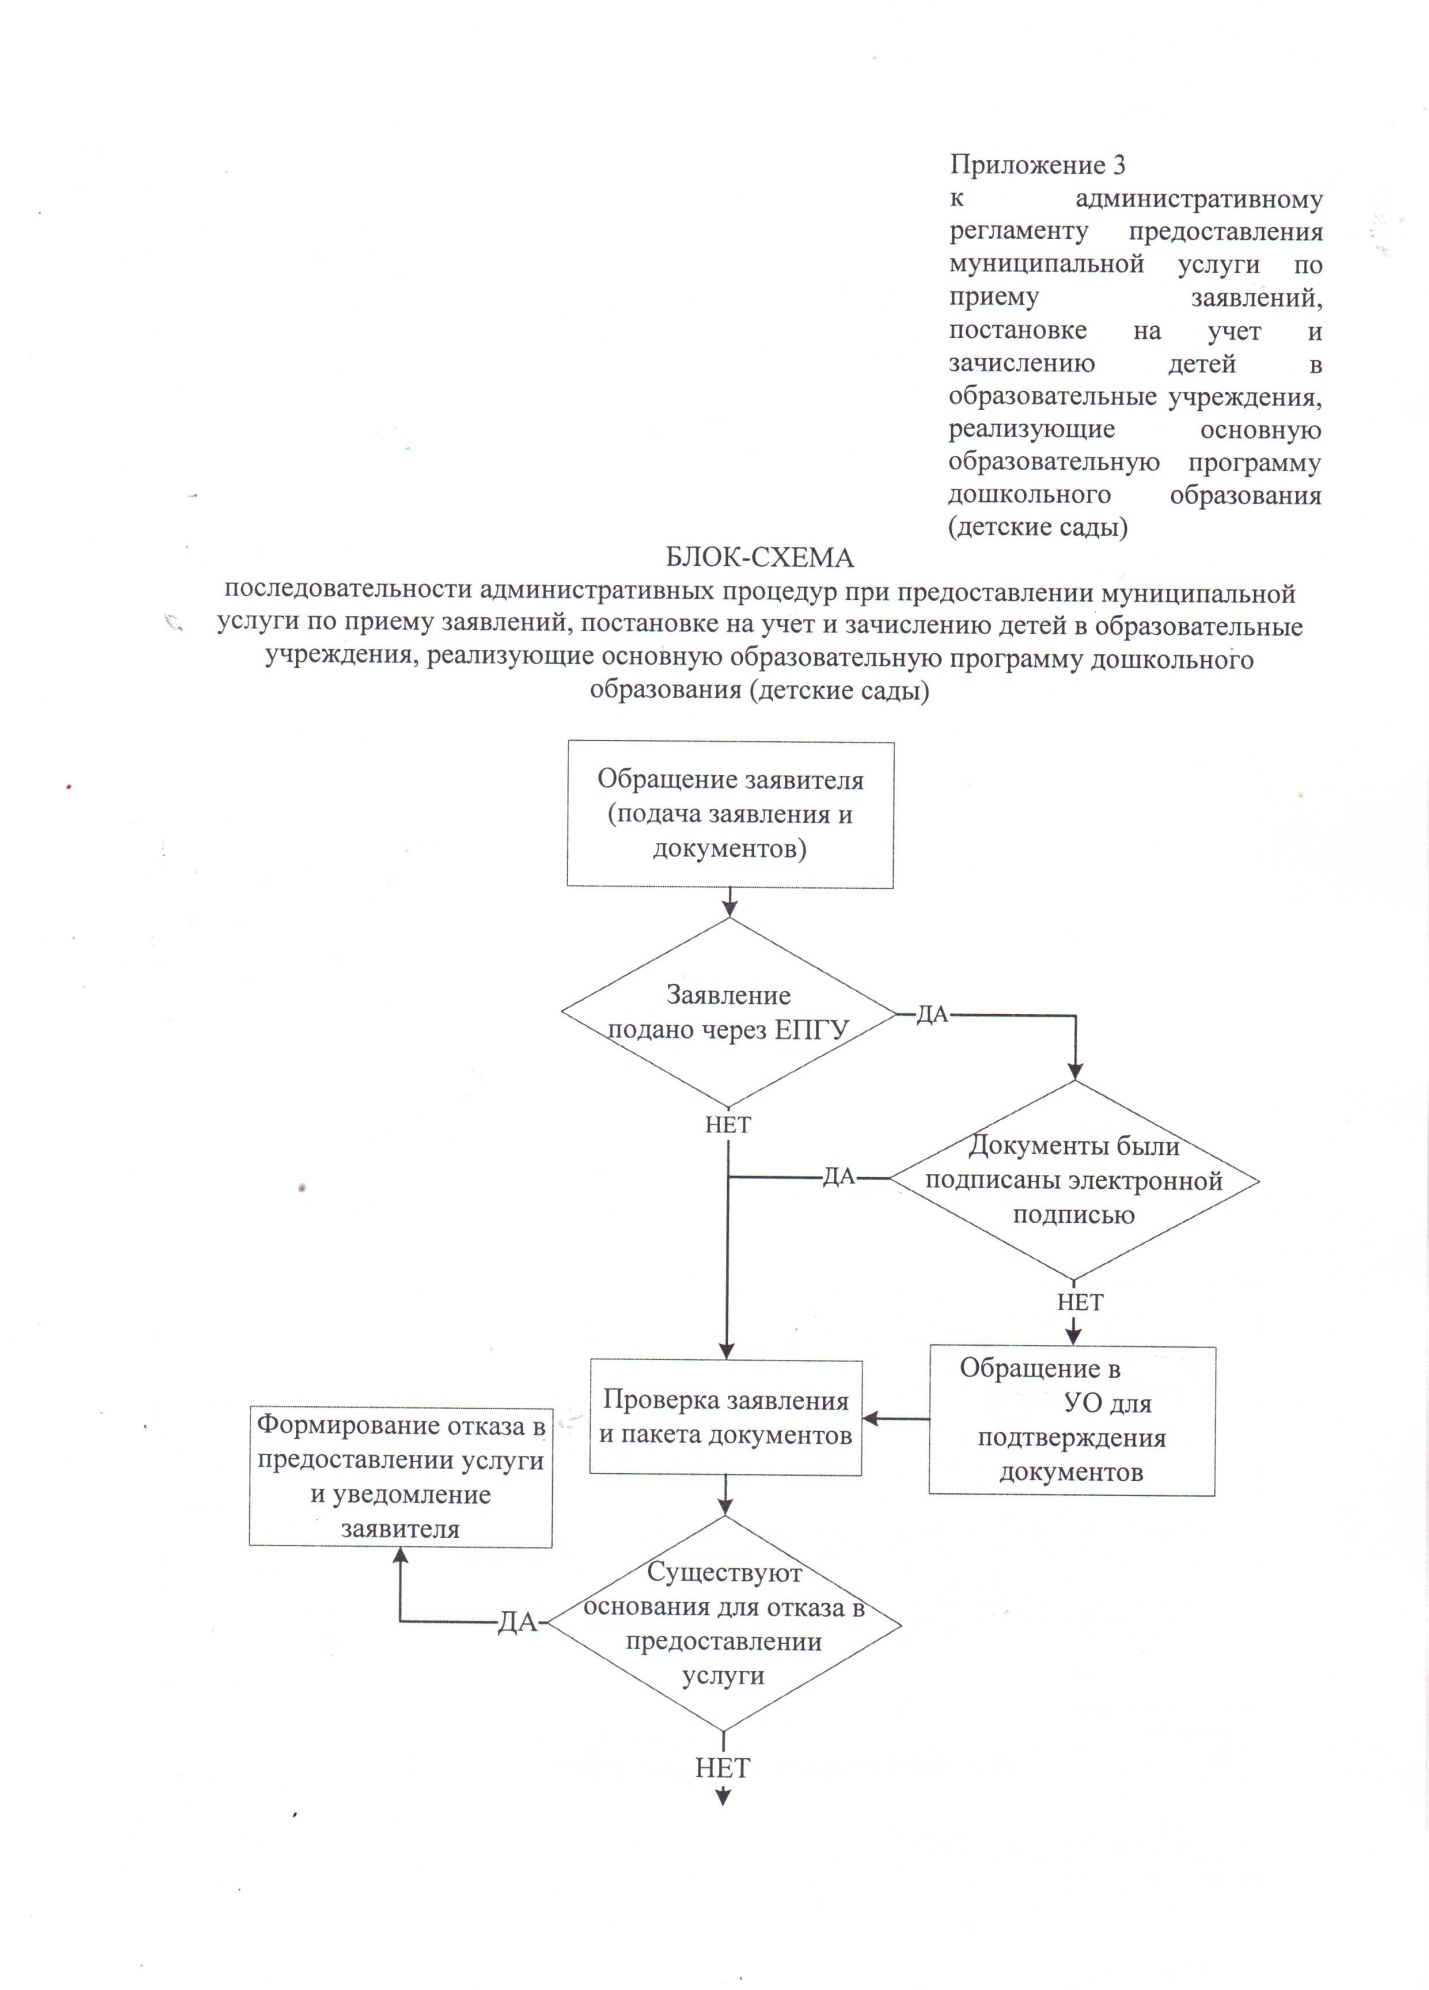 Приложение 3
к административному
регламенту предоставления
муниципальной услуги по
приему заявлений,
постановке на учет и
зачислению детей в
образовательные учреждения,
реализующие основную
образовательную программу
дошкольного образования
(детские сады)
БЛОК-СХЕМА
последовательности административных процедур при предоставлении муниципальной
услуги по приему заявлений, постановке на учет и зачислению детей в образовательные
учреждения, реализующие основную образовательную программу дошкольного
образования (детские сады)
Обращение заявителя
(подача заявления и
документов)
Заявление
подано через ЕПГУ
ДА
НЕТ
Документы были
подписаны электронной
подписью
ДА
НЕТ
Обращение в
УО для
подтверждения
документов
Проверка заявления
и пакета документов
Формирование отказа в
предоставлении услуги
и уведомление
заявителя
Существуют
основания для отказа в
предоставлении
услуги
ДА
НЕТ